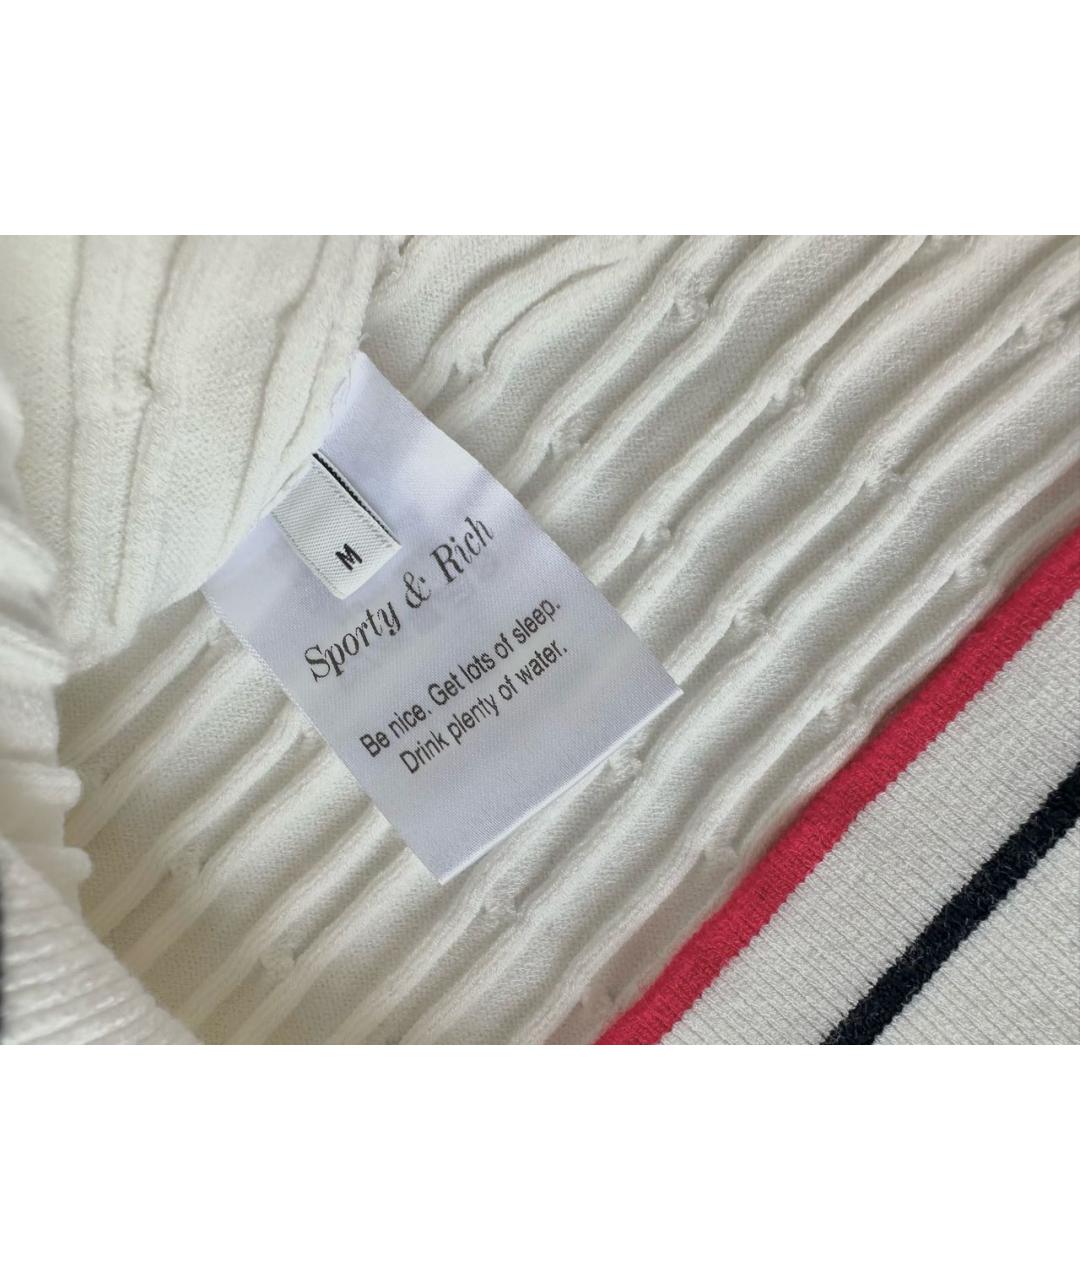 M
Sporty & Rich
Be nice. Get lots of sleep.
Drink plenty of water.